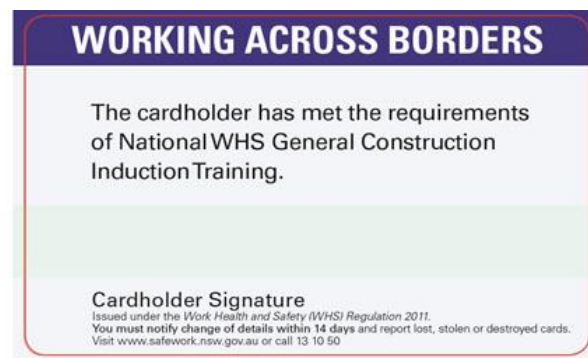 WORKING ACROSS BORDERS
The cardholder has met the requirements
of National WHS General Construction
Induction Training.
Cardholder Signature
Issued under the Work Health and Safety (WHS) Regulation 2011.
You must notify change of details within 14 days and report lost, stolen or destroyed cards.
Visit www.safework.nsw.gov.au or call 13 10 50